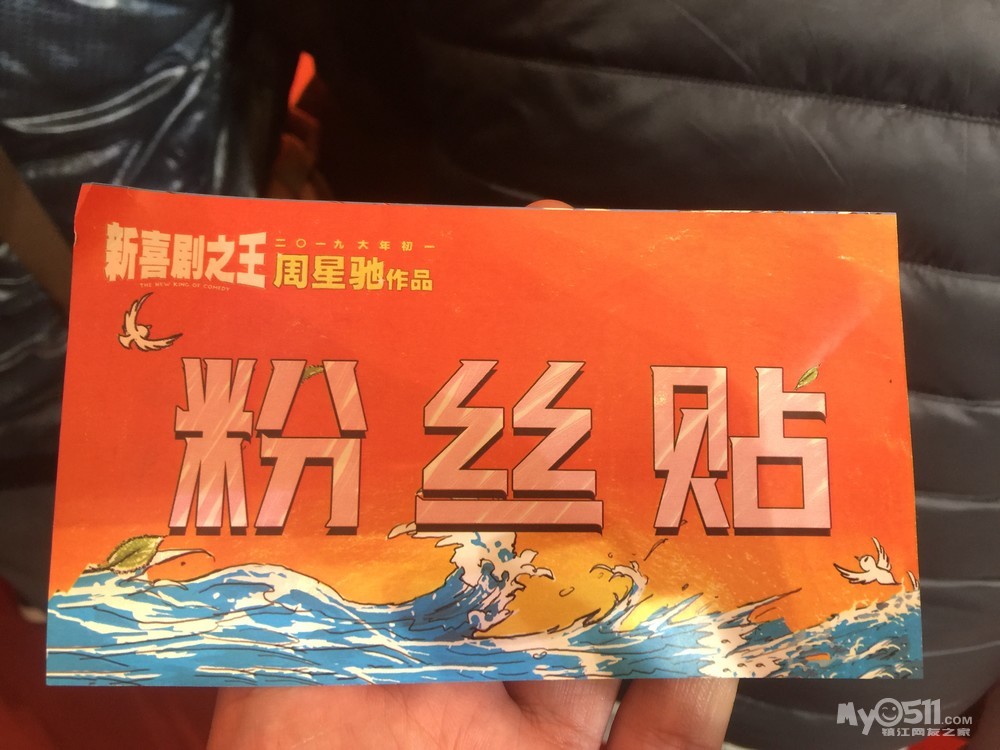 新喜剧之王
THE NEW KING OF COMEDY
二〇一九大年初一
周星驰作品
粉丝贴
My0511.COM
镇江网友之家